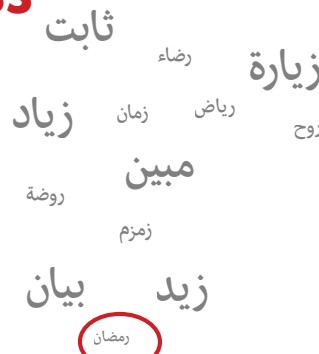 ثابت
رضاء
زيارة
رياض
زمان
زياد
روح
مبين
روضة
زمزم
زيد
بيان
رمضان